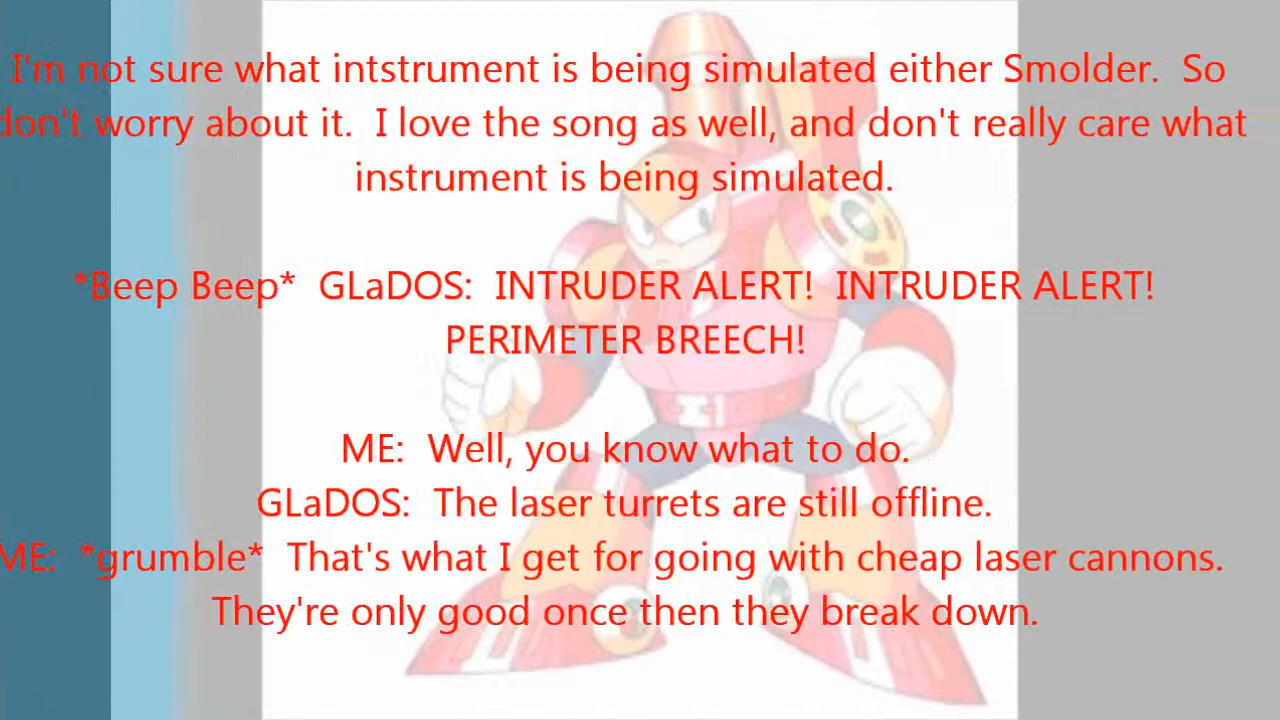 I'm not sure what intstrument is being simulated either Smolder.  So
don't worry about it.  I love the song as well, and don't really care what
instrument is being simulated.
*Beep Beep*  GLaDOS:  INTRUDER ALERT!  INTRUDER ALERT!
PERIMETER BREECH!
ME:  Well, you know what to do.
GLaDOS:  The laser turrets are still offline.
ME:  *grumble*  That's what I get for going with cheap laser cannons.
They're only good once then they break down.